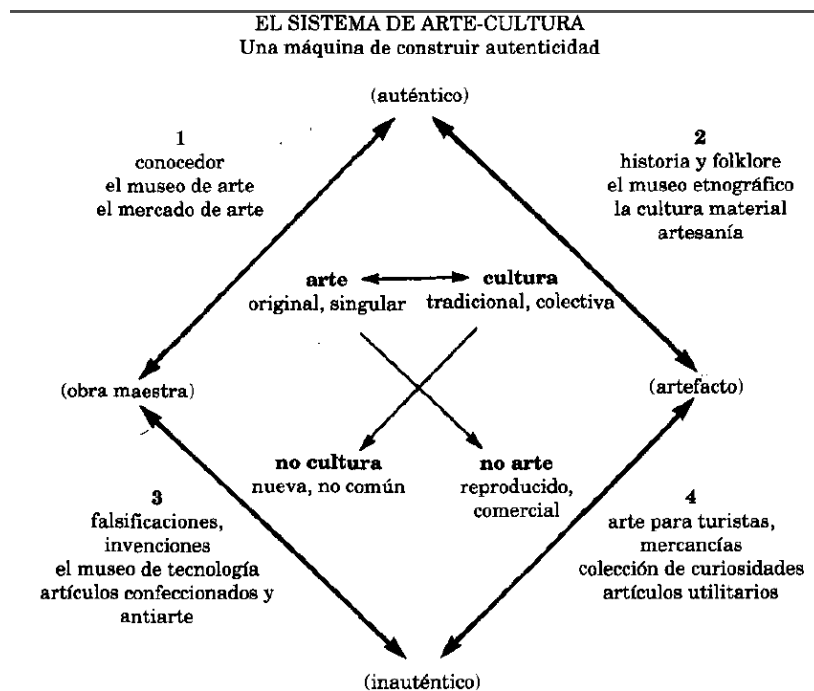 EL SISTEMA DE ARTE-CULTURA
Una máquina de construir autenticidad
(auténtico)
1
conocedor
el museo de arte
el mercado de arte
2
historia y folklore
el museo etnográfico
la cultura material
artesanía
arte
original, singular
cultura
tradicional, colectiva
(obra maestra)
(artefacto)
no cultura
nueva, no común
no arte
reproducido,
comercial
3
falsificaciones,
invenciones
el museo de tecnología
artículos confeccionados y
antiarte
4
arte para turistas,
mercancías
colección de curiosidades
artículos utilitarios
(inauténtico)